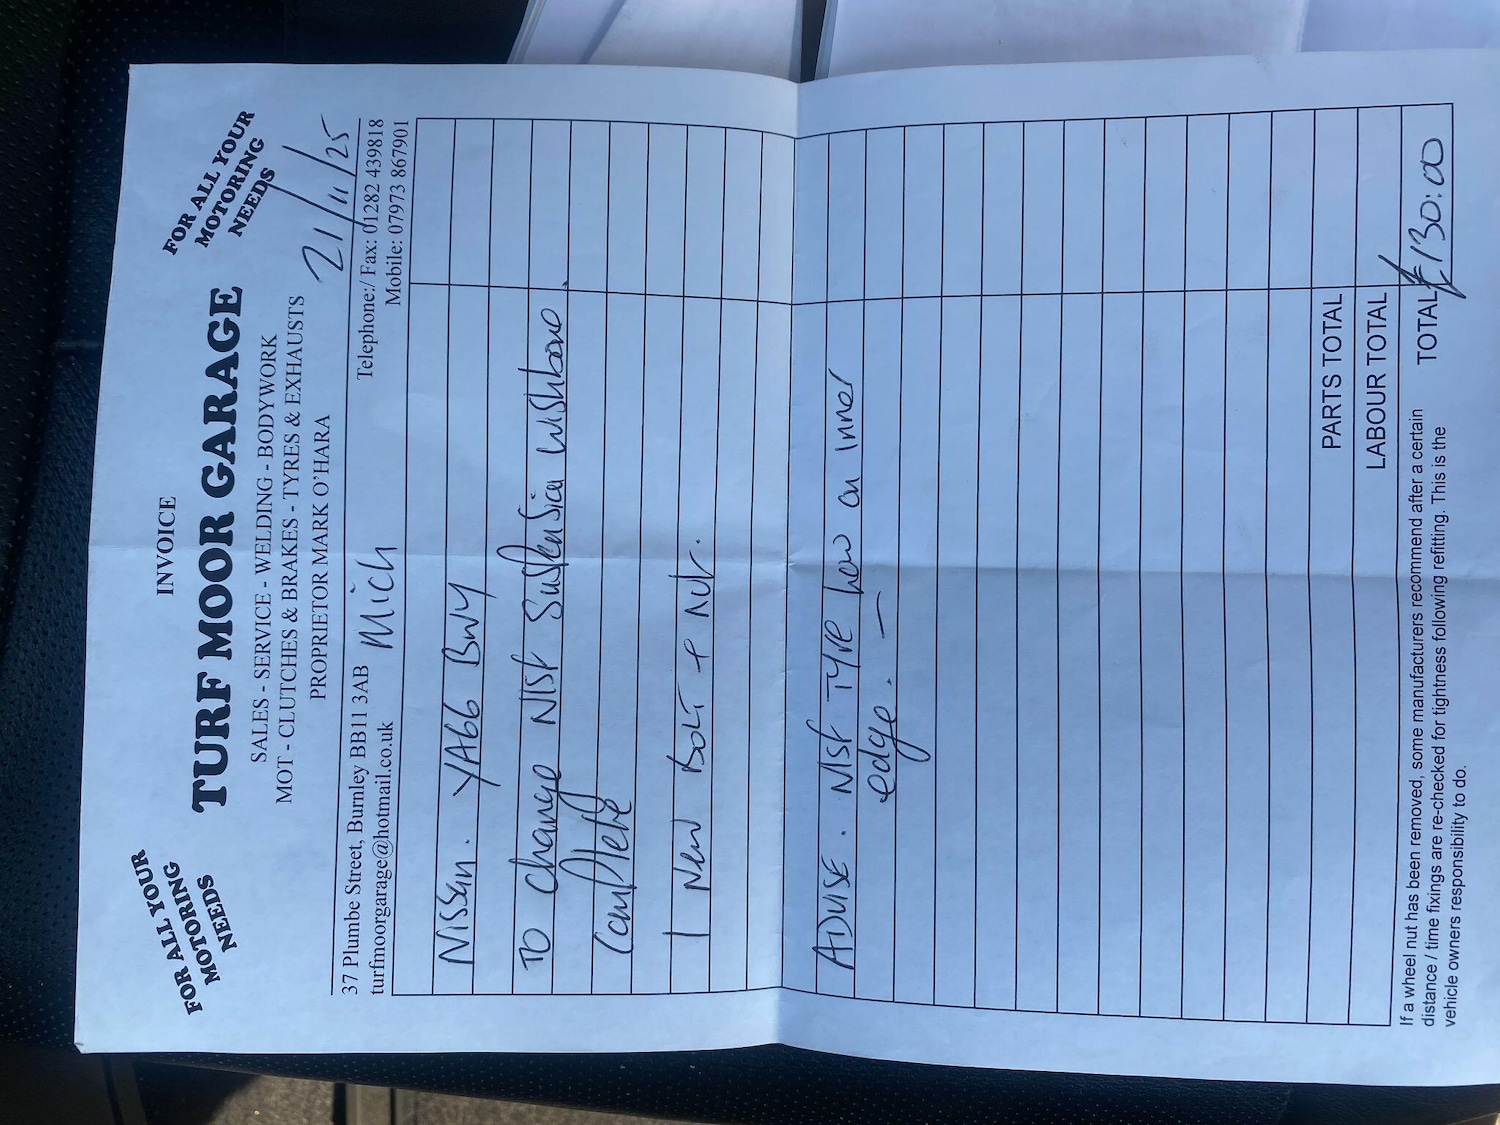 INVOICE
FOR ALL YOUR
MOTORING
NEEDS
TURF MOOR GARAGE
FOR ALL YOUR
MOTORING
NEEDS
SALES - SERVICE - WELDING - BODYWORK
MOT - CLUTCHES & BRAKES - TYRES & EXHAUSTS
PROPRIETOR MARK O'HARA
21/11/25
37 Plumbe Street, Burnley BB11 3AB
Mich
Telephone:/ Fax: 01282 439818
turfmoorgarage@hotmail.co.uk
Mobile: 07973 867901
Nissan. YA66 BWY
TO change N/S/F Suspension wishbone
Complete
1 New BOLT + Nut.
ADVISE. N/S/F TYRE low on inner
edge. —
PARTS TOTAL
LABOUR TOTAL
TOTAL £130:00
If a wheel nut has been removed, some manufacturers recommend after a certain
distance / time fixings are re-checked for tightness following refitting. This is the
vehicle owners responsibility to do.